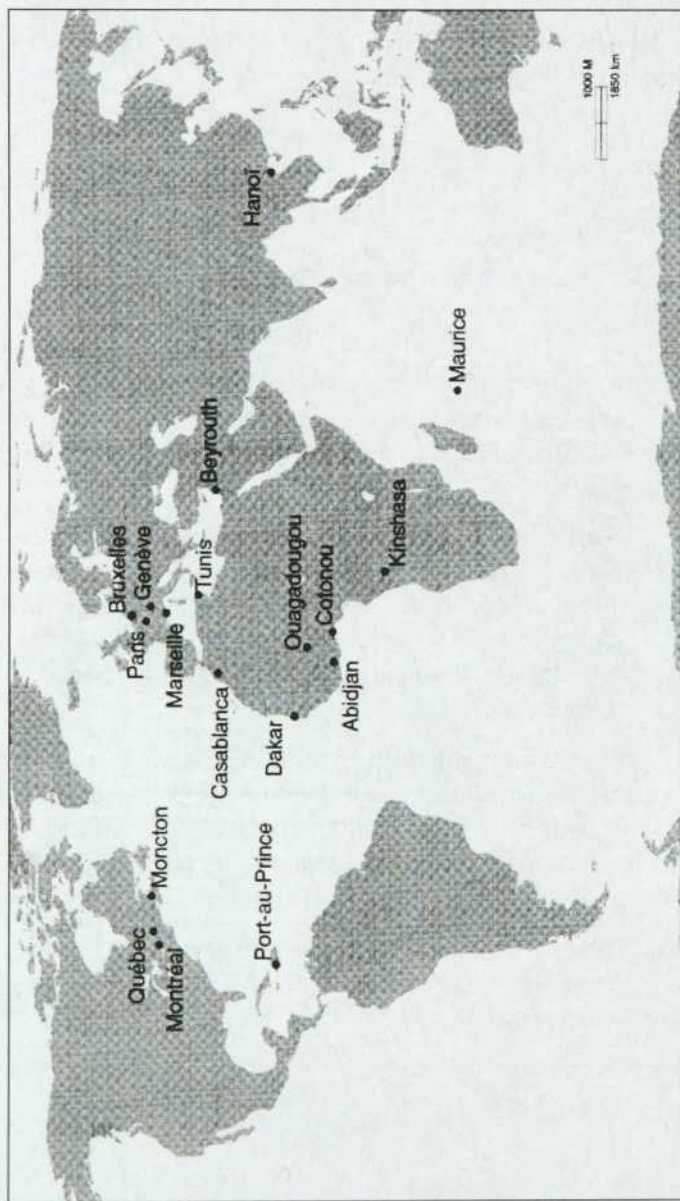 Québec
Montréal
Moncton
Port-au-Prince
Bruxelles
Paris
Genève
Marseille
Tunis
Casablanca
Beyrouth
Dakar
Ouagadougou
Cotonou
Abidjan
Kinshasa
Hanoï
Maurice
1000 M
1850 km